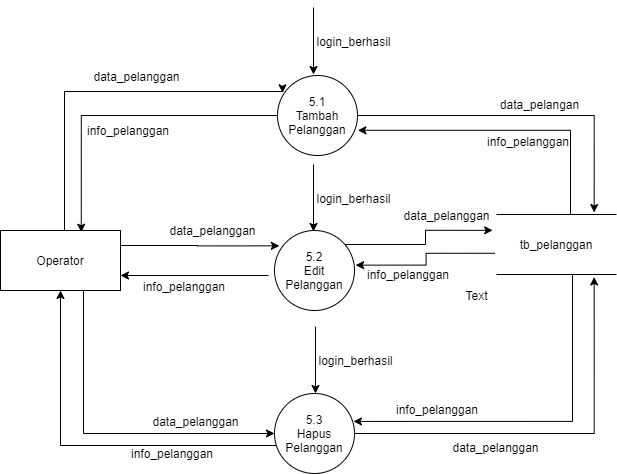 login_berhasil
data_pelanggan
5.1
Tambah
Pelanggan
data_pelangan
info_pelanggan
info_pelanggan
login_berhasil
data_pelanggan
data_pelanggan
Operator
5.2
Edit
Pelanggan
tb_pelanggan
info_pelanggan
info_pelanggan
Text
login_berhasil
info_pelanggan
data_pelanggan
5.3
Hapus
Pelanggan
info_pelanggan
data_pelanggan